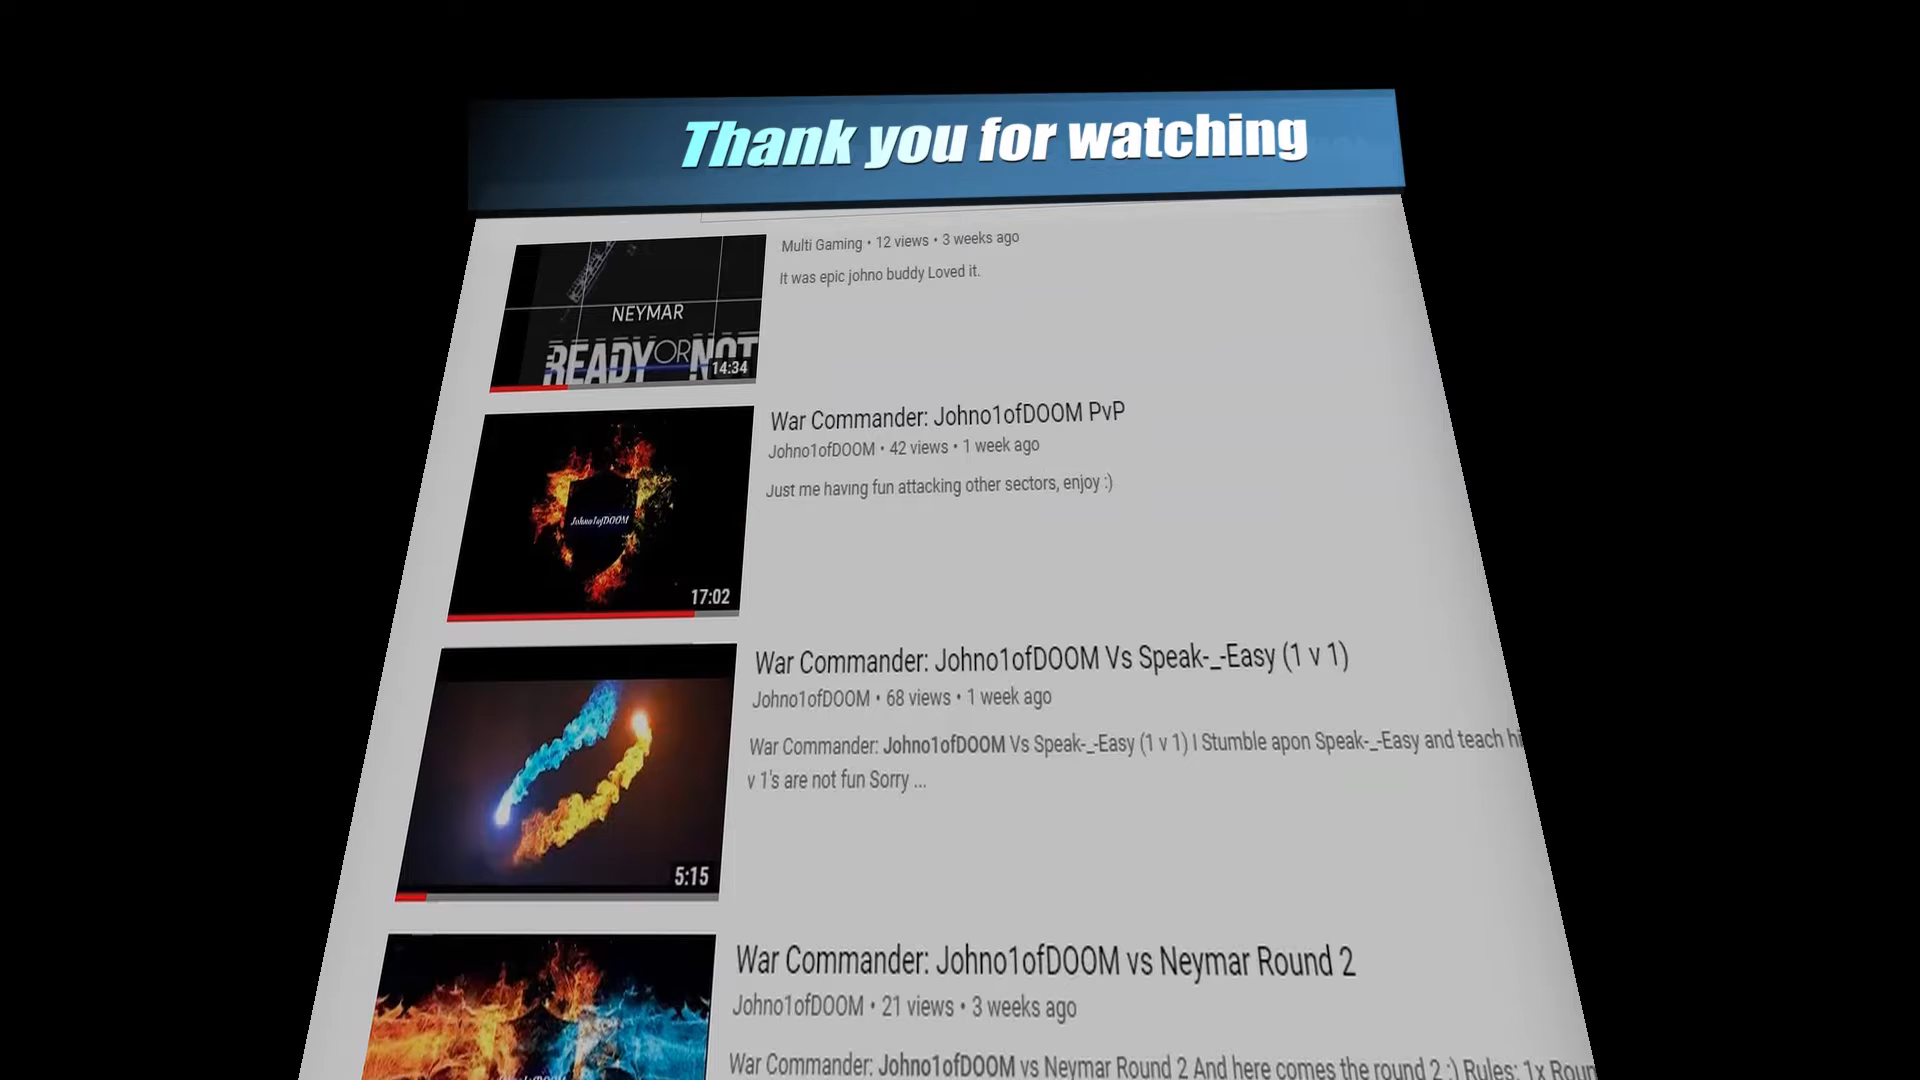 Thank you for watching
Multi Gaming • 12 views • 3 weeks ago
It was epic johno buddy Loved it.
NEYMAR
READY OR NOT
14:34
War Commander: Johno1ofDOOM PvP
Johno1ofDOOM • 42 views • 1 week ago
Just me having fun attacking other sectors, enjoy :)
Johno1ofDOOM
17:02
War Commander: Johno1ofDOOM Vs Speak-_-Easy (1 v 1)
Johno1ofDOOM • 68 views • 1 week ago
War Commander: Johno1ofDOOM Vs Speak-_-Easy (1 v 1) I Stumble apon Speak-_-Easy and teach
v 1's are not fun Sorry ...
5:15
War Commander: Johno1ofDOOM vs Neymar Round 2
Johno1ofDOOM • 21 views • 3 weeks ago
War Commander: Johno1ofDOOM vs Neymar Round 2 And here comes the round 2 :) Rules: 1x